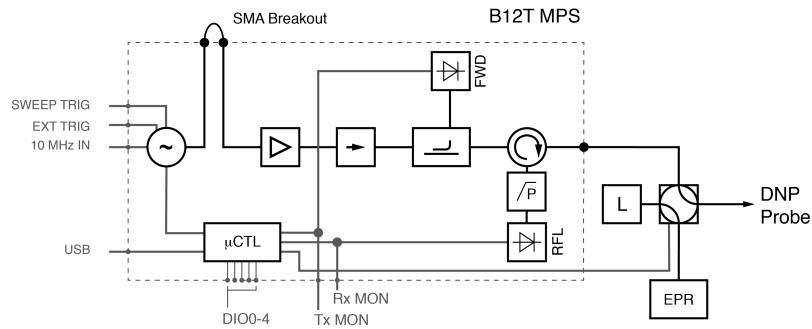 SMA Breakout
B12T MPS
FWD
SWEEP TRIG
EXT TRIG
10 MHz IN
~
P
L
DNP
Probe
USB
μCTL
RFL
EPR
Rx MON
DIO0-4
Tx MON